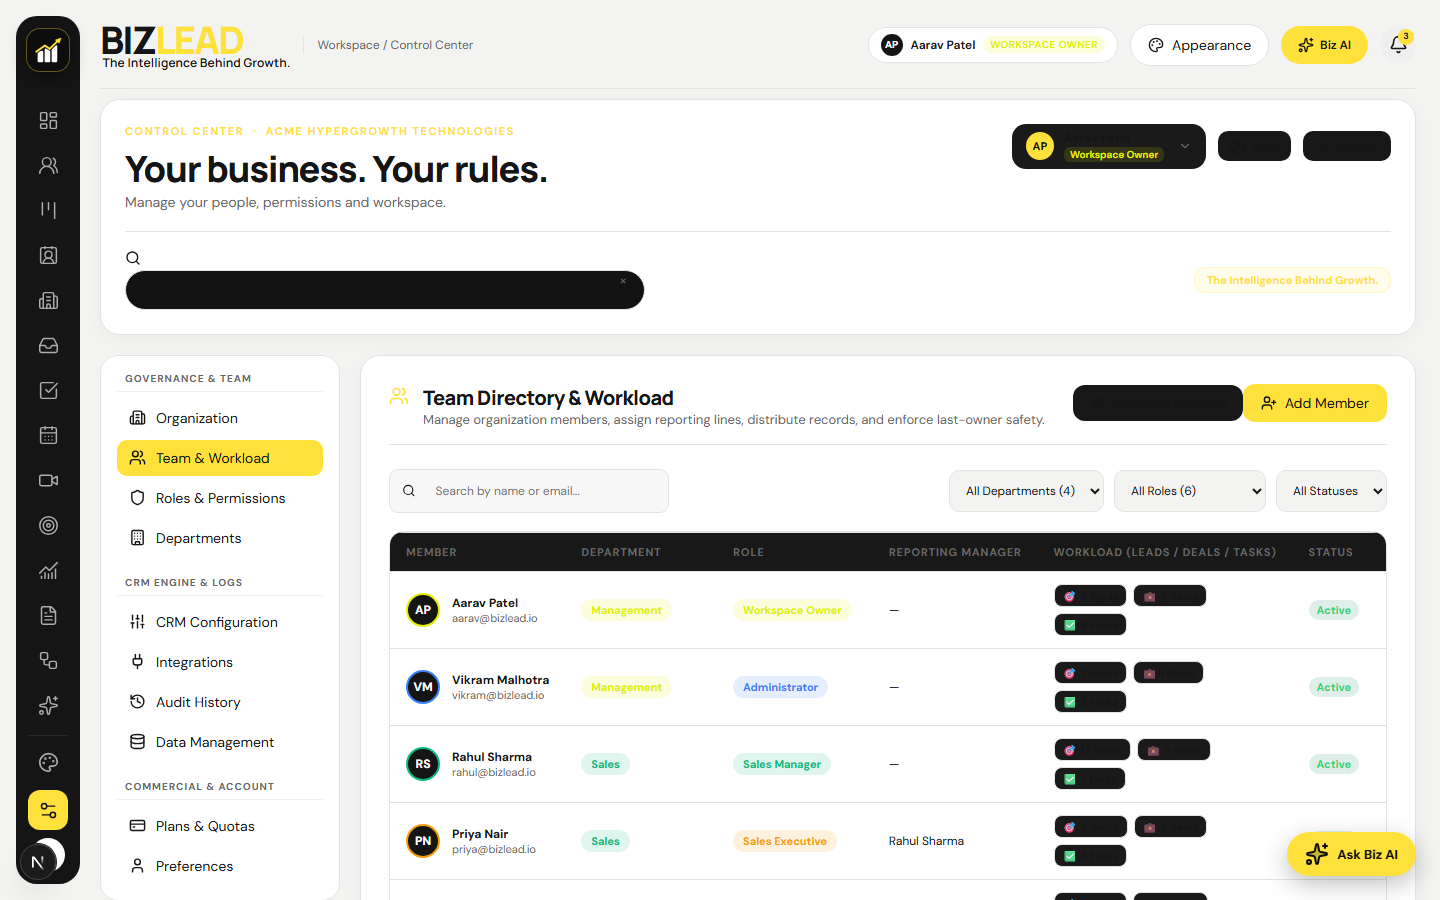 BIZLEAD
The Intelligence Behind Growth.
Workspace / Control Center
AP Aarav Patel WORKSPACE OWNER
Appearance
Biz AI
3
CONTROL CENTER · ACME HYPERGROWTH TECHNOLOGIES
Your business. Your rules.
Manage your people, permissions and workspace.
AP Aarav Patel
Workspace Owner
×
The Intelligence Behind Growth.
GOVERNANCE & TEAM
Organization
Team & Workload
Roles & Permissions
Departments
CRM ENGINE & LOGS
CRM Configuration
Integrations
Audit History
Data Management
COMMERCIAL & ACCOUNT
Plans & Quotas
Preferences
N
Team Directory & Workload
Manage organization members, assign reporting lines, distribute records, and enforce last-owner safety.
Add Member
Search by name or email...
All Departments (4)
All Roles (6)
All Statuses
MEMBER DEPARTMENT ROLE REPORTING MANAGER WORKLOAD (LEADS / DEALS / TASKS) STATUS
AP Aarav Patel Management Workspace Owner — Active
aarav@bizlead.io
VM Vikram Malhotra Management Administrator — Active
vikram@bizlead.io
RS Rahul Sharma Sales Sales Manager — Active
rahul@bizlead.io
PN Priya Nair Sales Sales Executive Rahul Sharma
priya@bizlead.io
Ask Biz AI